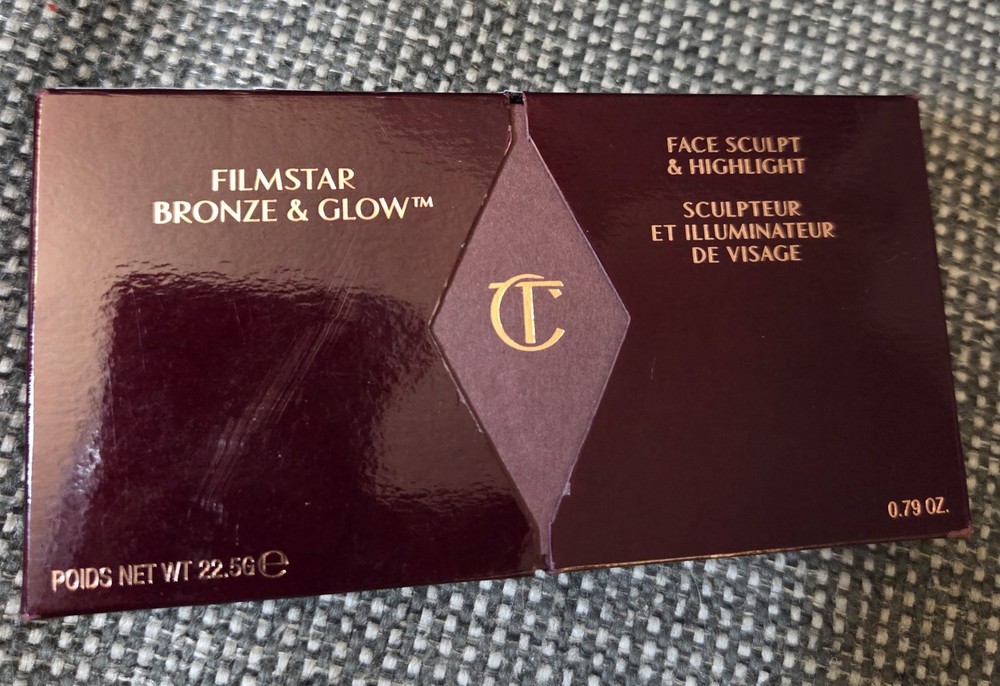 FILMSTAR
BRONZE & GLOW™
FACE SCULPT
& HIGHLIGHT
SCULPTEUR
ET ILLUMINATEUR
DE VISAGE
CT
POIDS NET WT 22.5G ℮
0.79 OZ.